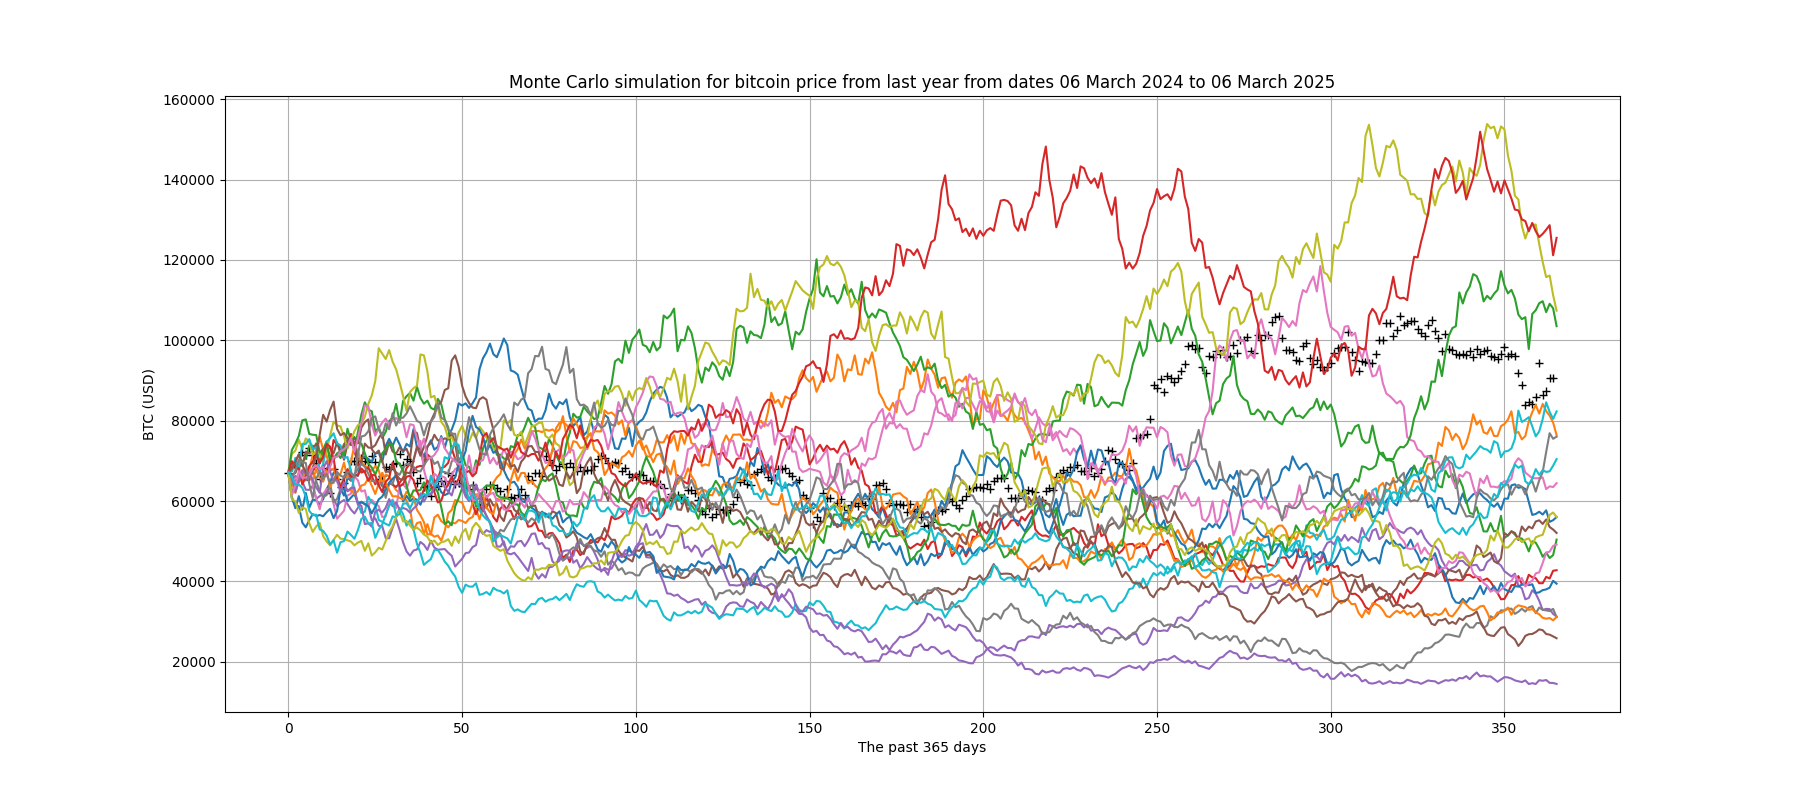 Monte Carlo simulation for bitcoin price from last year from dates 06 March 2024 to 06 March 2025
160000
140000
120000
100000
80000
60000
40000
20000
BTC (USD)
0 50 100 150 200 250 300 350
The past 365 days